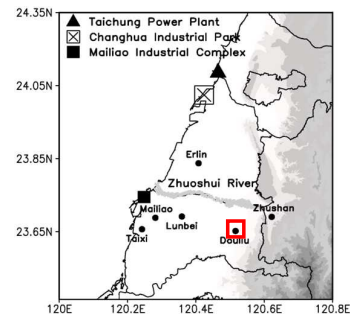 24.35N
Taichung Power Plant
Changhua Industrial Park
Mailiao Industrial Complex
24.05N
23.85N
Erlin
Zhuoshui River
Mailiao
Lunbei
Zhushan
Taixi
Douliu
23.65N
120E
120.2E
120.4E
120.6E
120.8E